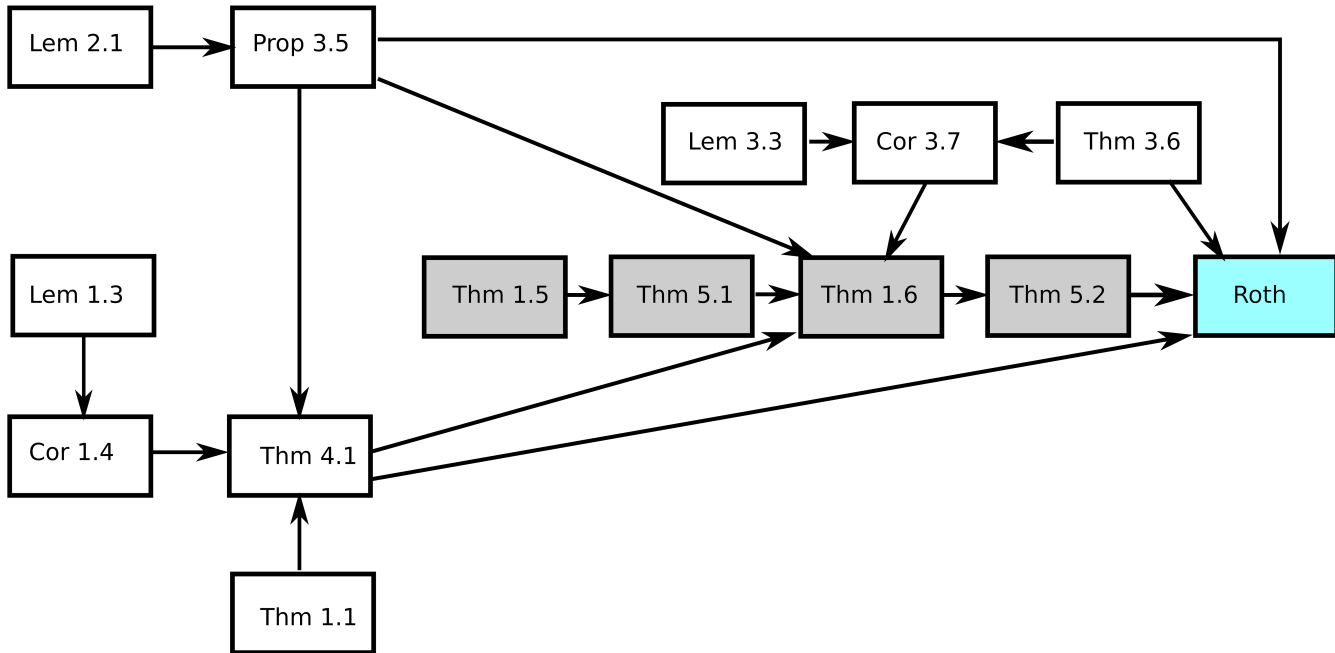 Lem 2.1
Prop 3.5
Lem 3.3
Cor 3.7
Thm 3.6
Lem 1.3
Thm 1.5
Thm 5.1
Thm 1.6
Thm 5.2
Roth
Cor 1.4
Thm 4.1
Thm 1.1